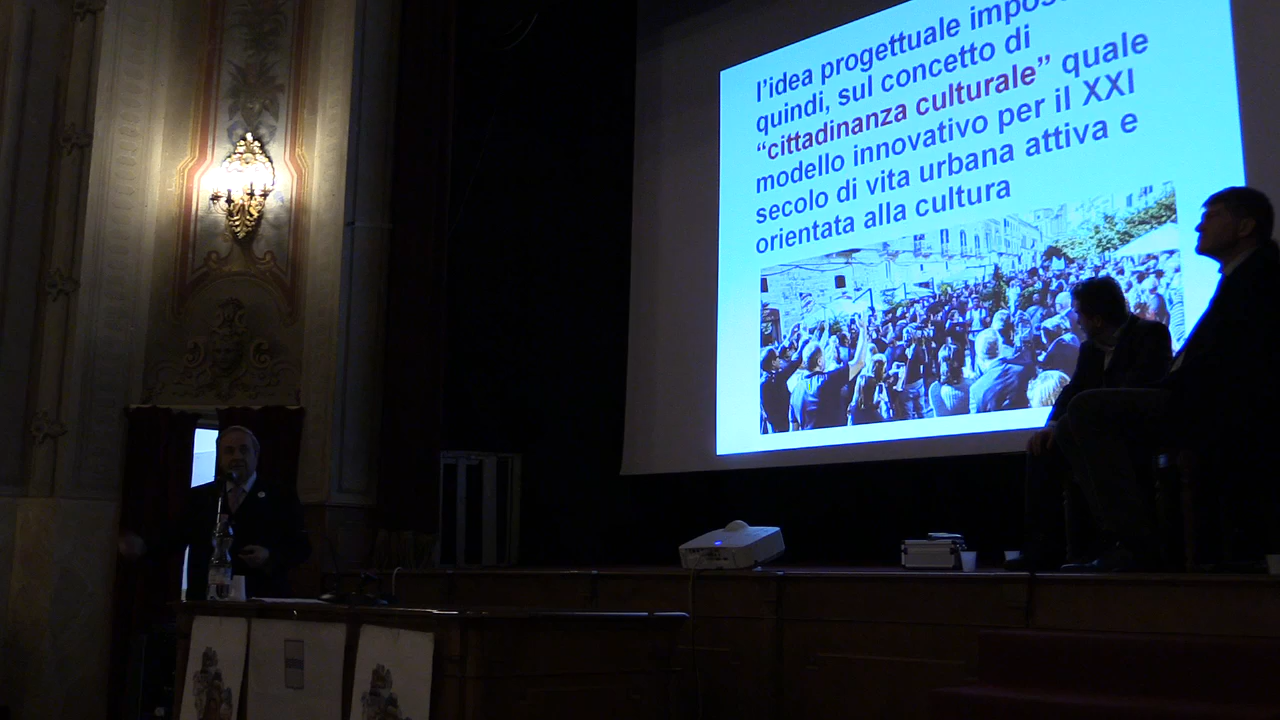 l'idea progettuale
quindi, sul concetto di
“cittadinanza culturale” quale
modello innovativo per il XXI
secolo di vita urbana attiva e
orientata alla cultura